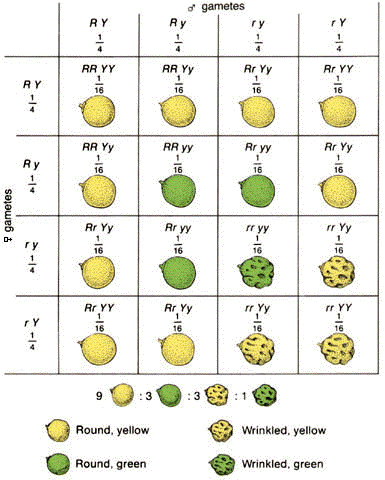 ♂ gametes
R Y R y r y r Y
1/4 1/4 1/4 1/4
R Y RR YY RR Yy Rr Yy Rr YY
1/4 1/16 1/16 1/16 1/16
R y RR Yy RR yy Rr yy Rr Yy
1/4 1/16 1/16 1/16 1/16
♀ gametes
r y Rr Yy Rr yy rr yy rr Yy
1/4 1/16 1/16 1/16 1/16
r Y Rr YY Rr Yy rr Yy rr YY
1/4 1/16 1/16 1/16 1/16
9 : 3 : 3 : 1
Round, yellow Wrinkled, yellow
Round, green Wrinkled, green